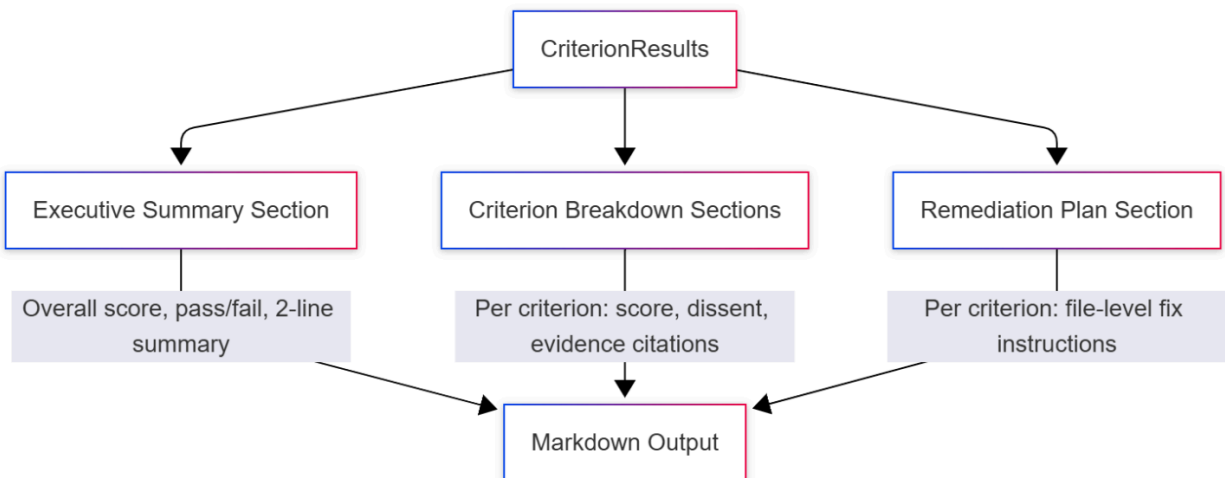 CriterionResults
Executive Summary Section
Criterion Breakdown Sections
Remediation Plan Section
Overall score, pass/fail, 2-line
summary
Per criterion: score, dissent,
evidence citations
Per criterion: file-level fix
instructions
Markdown Output